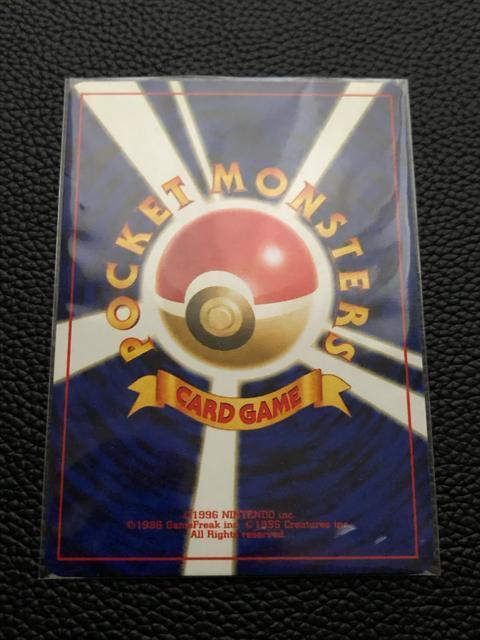 POCKET MONSTERS
CARD GAME
©1996 NINTENDO inc.
©1996 GameFreak inc. ©1996 Creatures inc.
All Rights reserved.